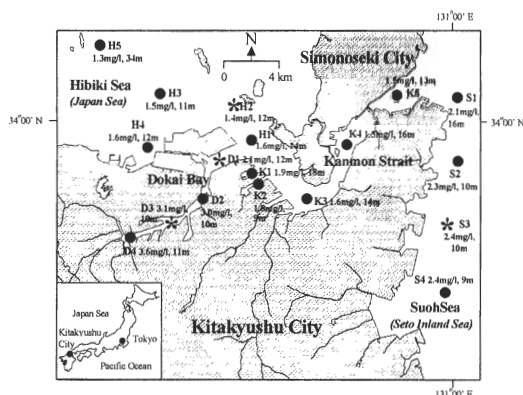 131°00' E
H5
1.3mg/l, 34m
N
0 4 km
Simonoseki City
Hibiki Sea
(Japan Sea)
H3
1.5mg/l, 11m
H2
1.4mg/l, 12m
1.5mg/l, 13m
K5
S1
2.1mg/l,
16m
34°00' N
34°00' N
H4
1.6mg/l, 12m
H1
1.6mg/l, 14m
K4 1.5mg/l, 16m
Kanmon Strait
D1 2.1mg/l, 12m
K1 1.9mg/l, 18m
S2
2.3mg/l, 10m
Dokai Bay
D2
3.0mg/l,
10m
K2
1.8mg/l,
9m
K3 1.6mg/l, 14m
D3 3.1mg/l,
10m
S3
2.4mg/l,
10m
D4 3.6mg/l, 11m
S4 2.4mg/l, 9m
SuohSea
(Seto Inland Sea)
Kitakyushu City
Japan Sea
Kitakyushu
City
Tokyo
Pacific Ocean
131°00' E